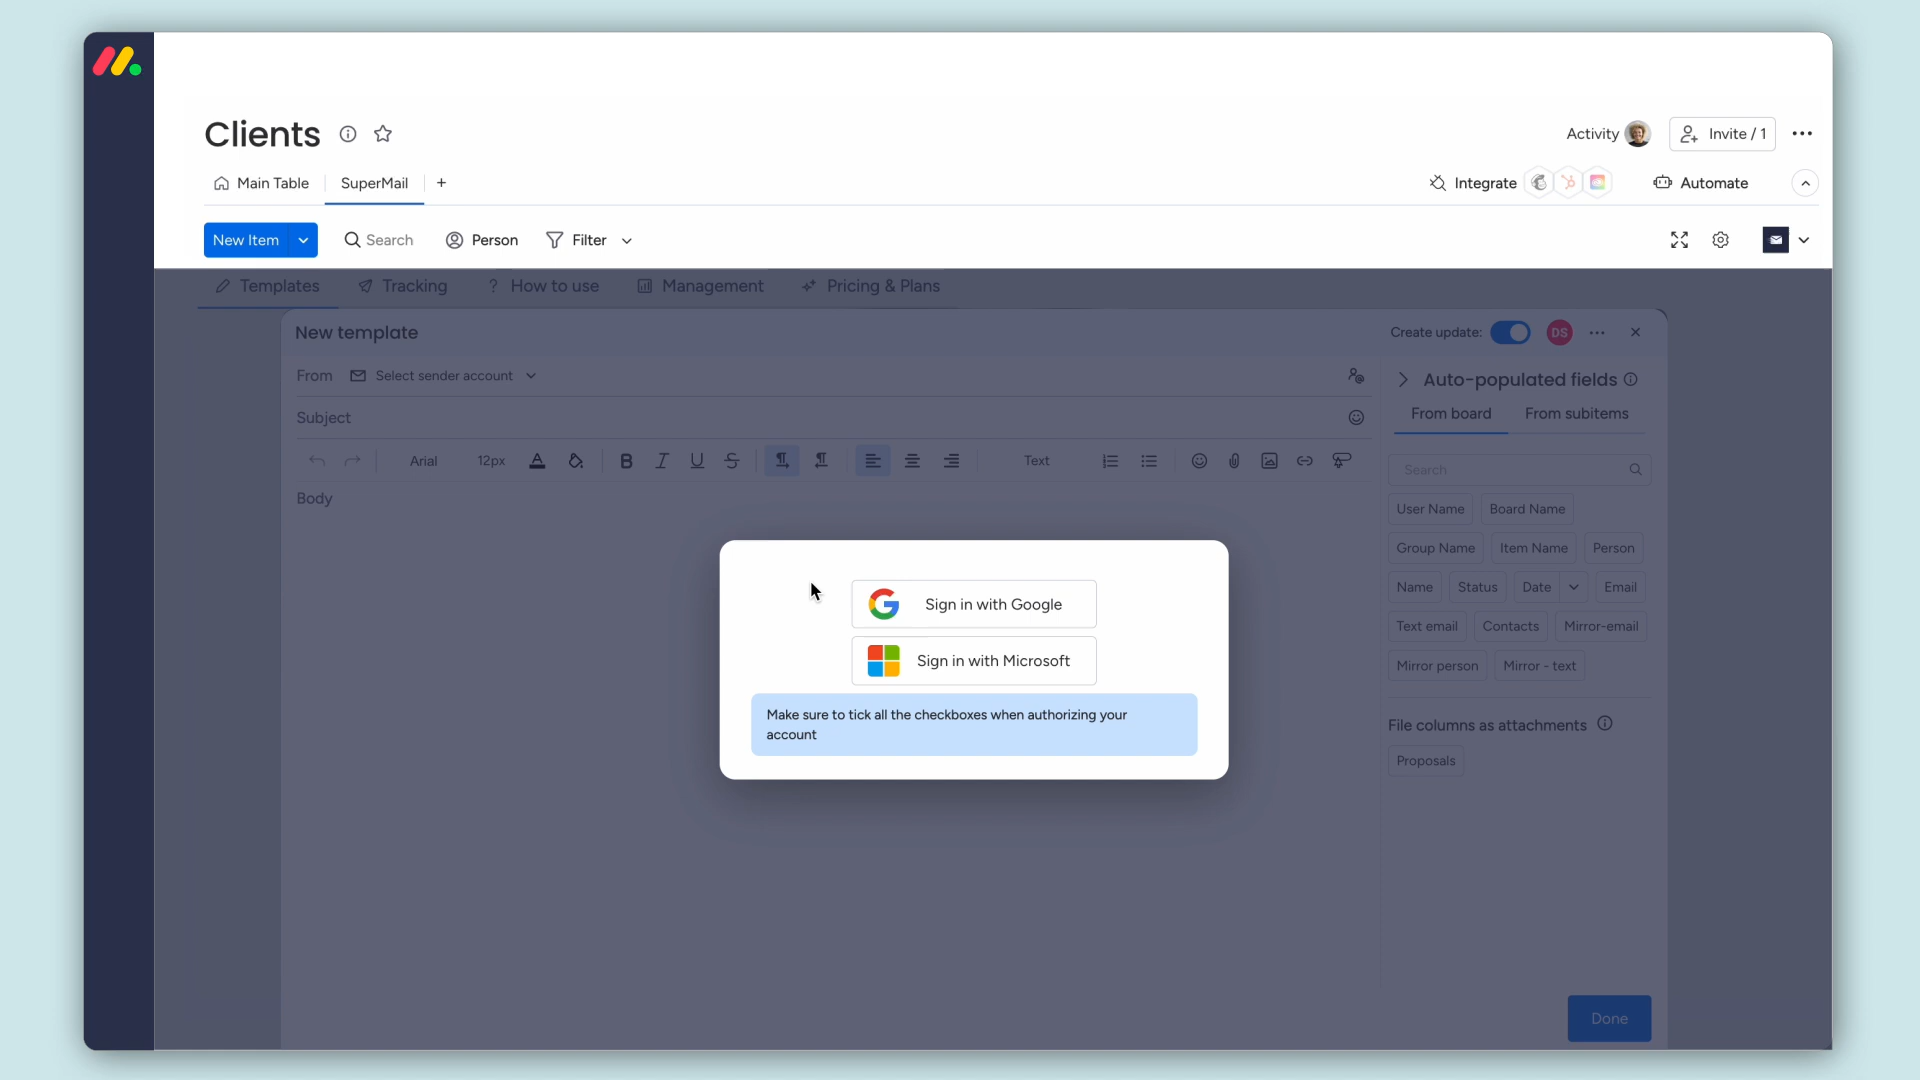 Clients
Activity
Invite / 1
Main Table
SuperMail
+
Integrate
Automate
New Item
Search
Person
Filter
Templates
Tracking
? How to use
Management
Pricing & Plans
New template
Create update:
DS
From
Select sender account
Auto-populated fields
Subject
From board
From subitems
Arial
12px
A
B
I
U
S
Text
Search
Body
User Name
Board Name
Group Name
Item Name
Person
Name
Status
Date
Email
Text email
Contacts
Mirror-email
Mirror person
Mirror - text
File columns as attachments
Proposals
Sign in with Google
Sign in with Microsoft
Make sure to tick all the checkboxes when authorizing your
account
Done